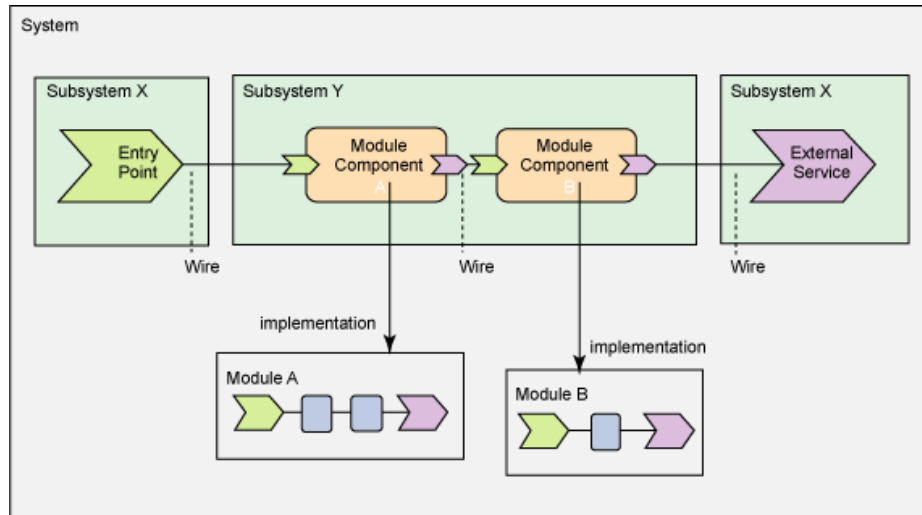 System
Subsystem X
Subsystem Y
Subsystem X
Entry
Point
Module
Component
A
Module
Component
B
External
Service
Wire
Wire
Wire
implementation
implementation
Module A
Module B